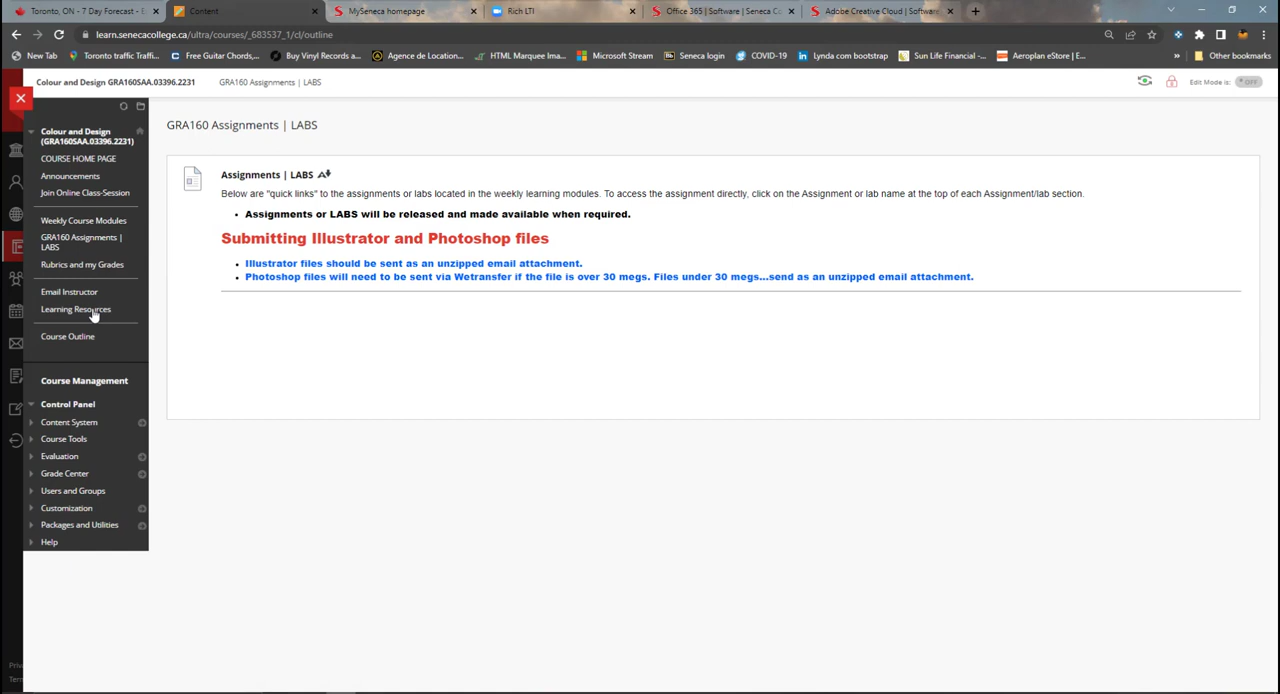 Toronto, ON - 7 Day Forecast - E
Content
MySeneca homepage
Rich LTI
Office 365 | Software | Seneca C
Adobe Creative Cloud | Software
learn.senecacollege.ca/ultra/courses/_683537_1/cl/outline
New Tab
Toronto traffic Traffi...
Free Guitar Chords,...
Buy Vinyl Records a...
Agence de Location...
HTML Marquee Ima...
Microsoft Stream
Seneca login
COVID-19
Lynda com bootstrap
Sun Life Financial -...
Aeroplan eStore | E...
»
Other bookmarks
Colour and Design GRA160SAA.03396.2231
GRA160 Assignments | LABS
Edit Mode is:
OFF
Colour and Design
(GRA160SAA.03396.2231)
COURSE HOME PAGE
Announcements
Join Online Class-Session
Weekly Course Modules
GRA160 Assignments |
LABS
Rubrics and my Grades
Email Instructor
Learning Resources
Course Outline
Course Management
Control Panel
Content System
Course Tools
Evaluation
Grade Center
Users and Groups
Customization
Packages and Utilities
Help
GRA160 Assignments | LABS
Assignments | LABS
Below are "quick links" to the assignments or labs located in the weekly learning modules. To access the assignment directly, click on the Assignment or lab name at the top of each Assignment/lab section.
• Assignments or LABS will be released and made available when required.
Submitting Illustrator and Photoshop files
• Illustrator files should be sent as an unzipped email attachment.
• Photoshop files will need to be sent via Wetransfer if the file is over 30 megs. Files under 30 megs...send as an unzipped email attachment.